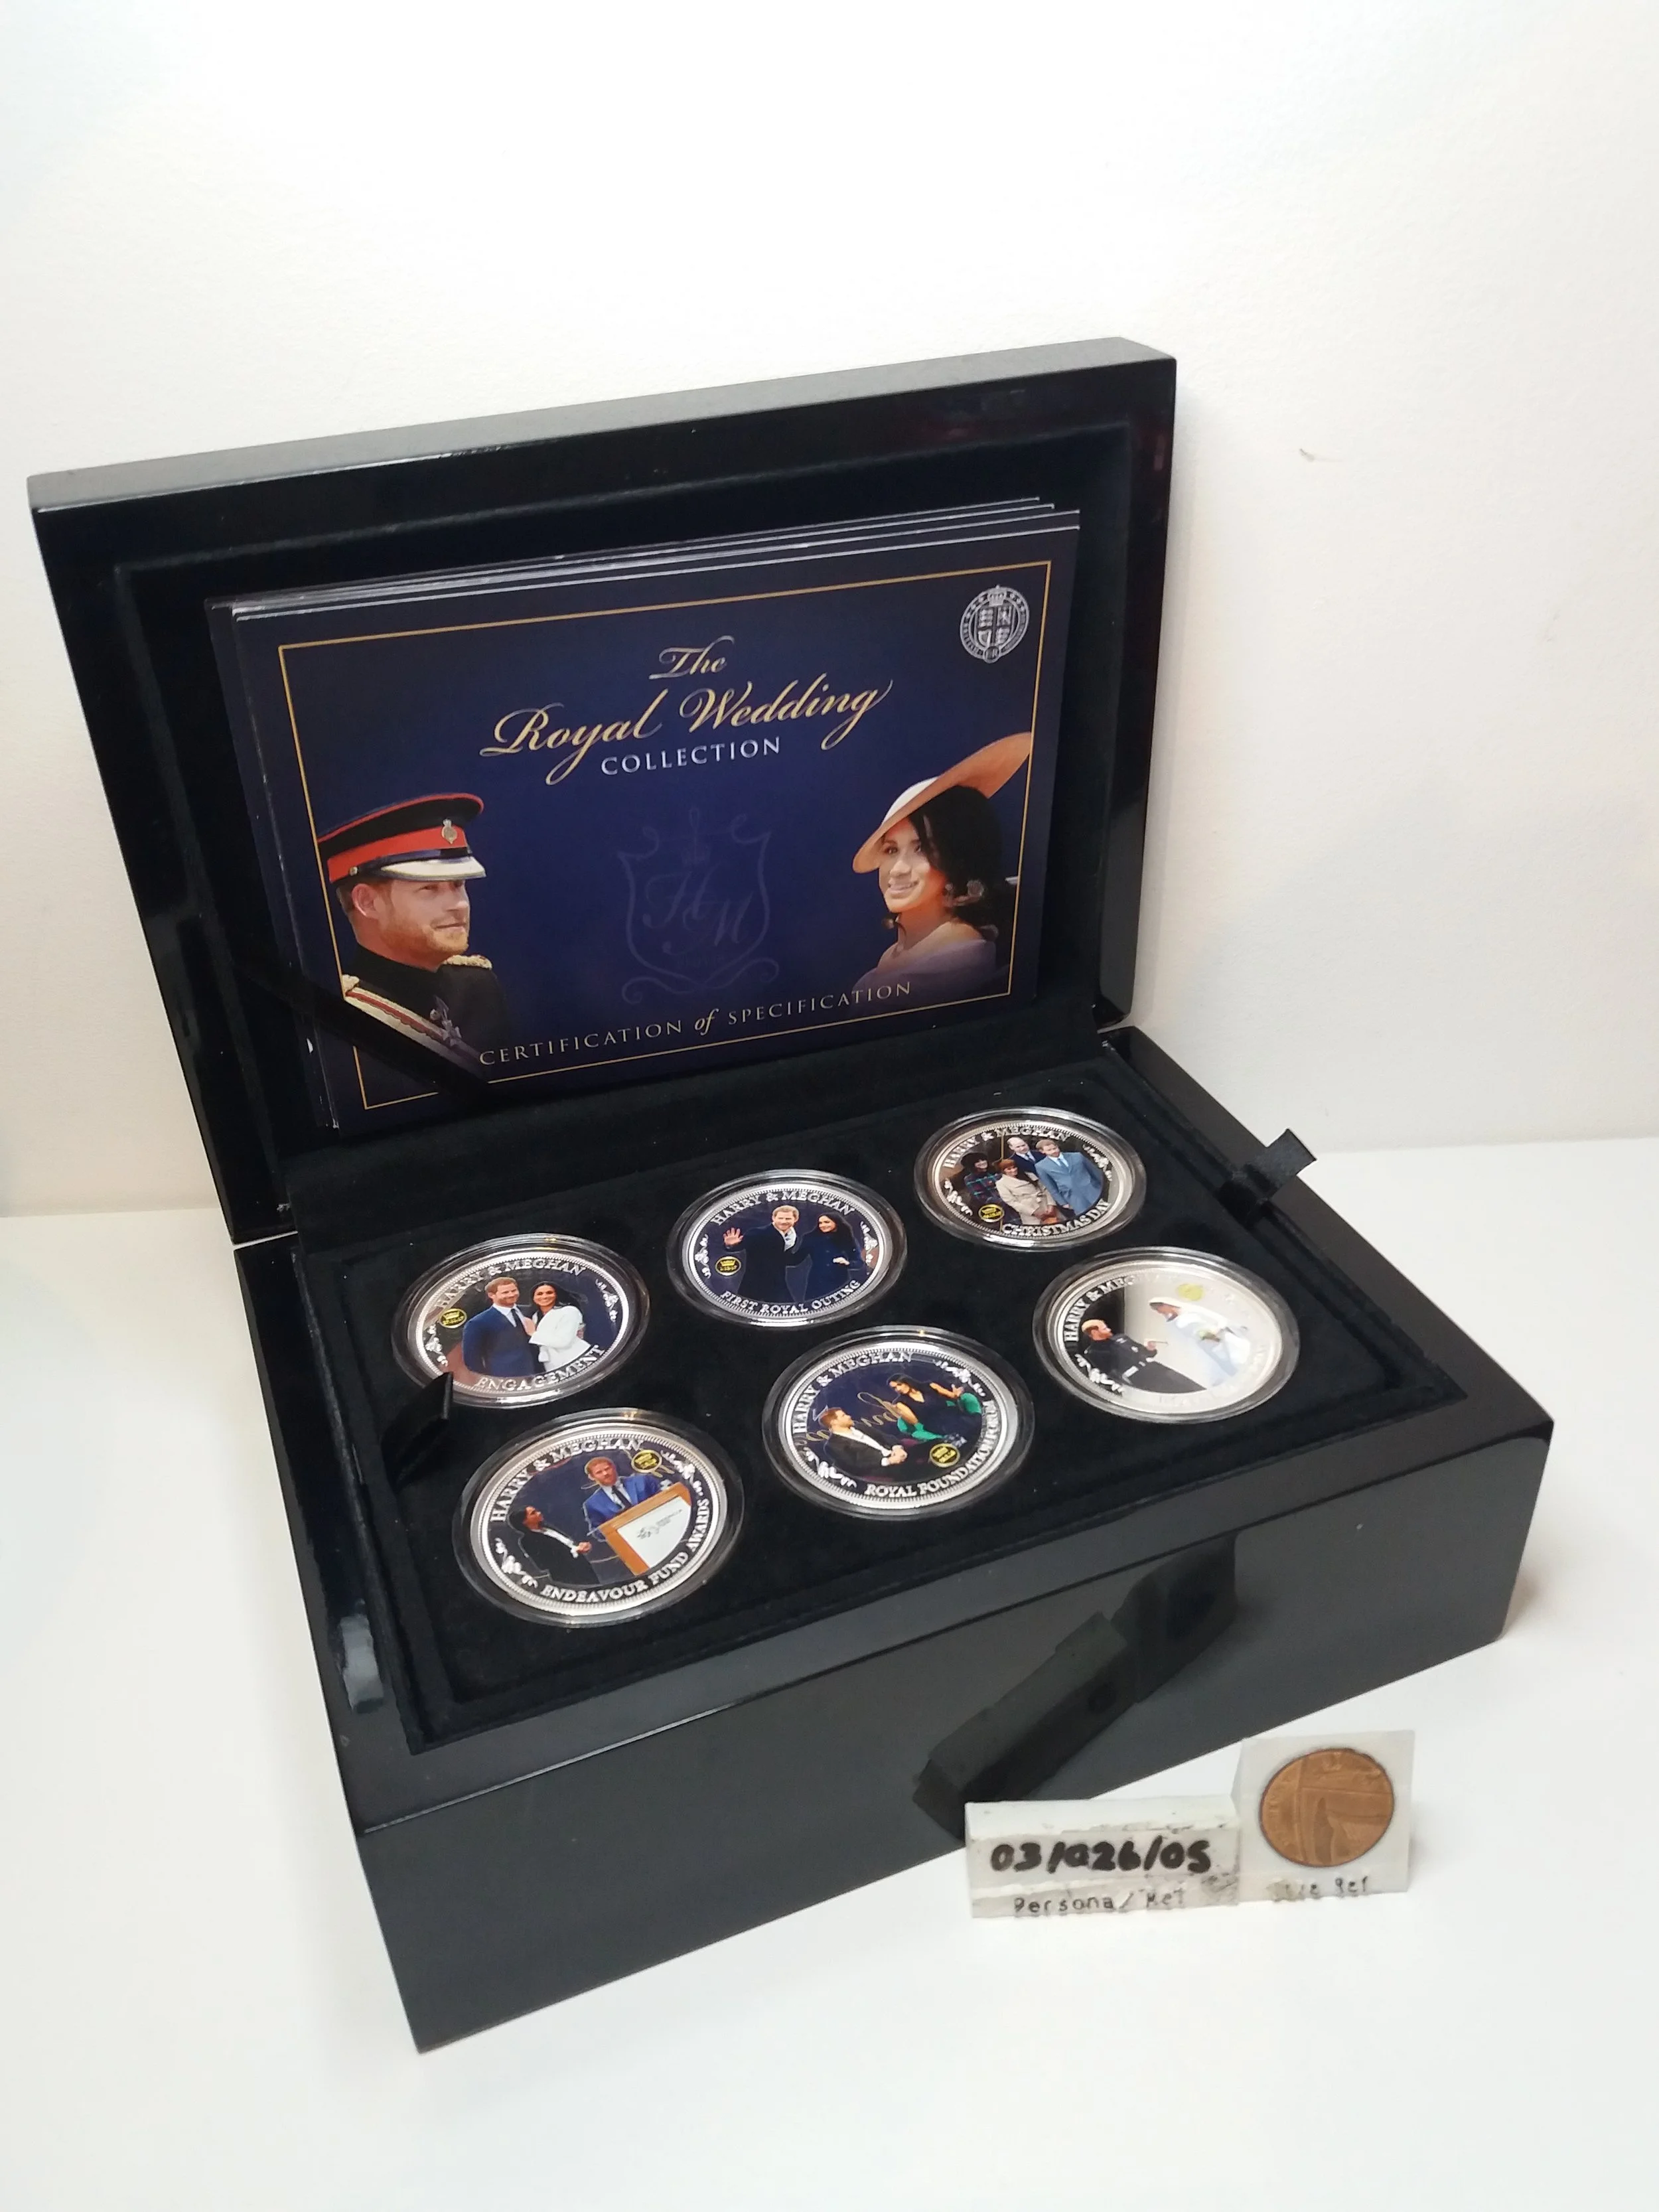 The
Royal Wedding
COLLECTION
H&M
CERTIFICATION of SPECIFICATION
HARRY & MEGHAN
CHRISTMAS DAY
HARRY & MEGHAN
FIRST ROYAL OUTING
HARRY & MEGHAN
ENGAGEMENT
HARRY &
HARRY & MEGHAN
ROYAL FOUNDATION FORUM
HARRY & MEGHAN
ENDEAVOUR FUND AWARDS
03/026/05
Personal Ref